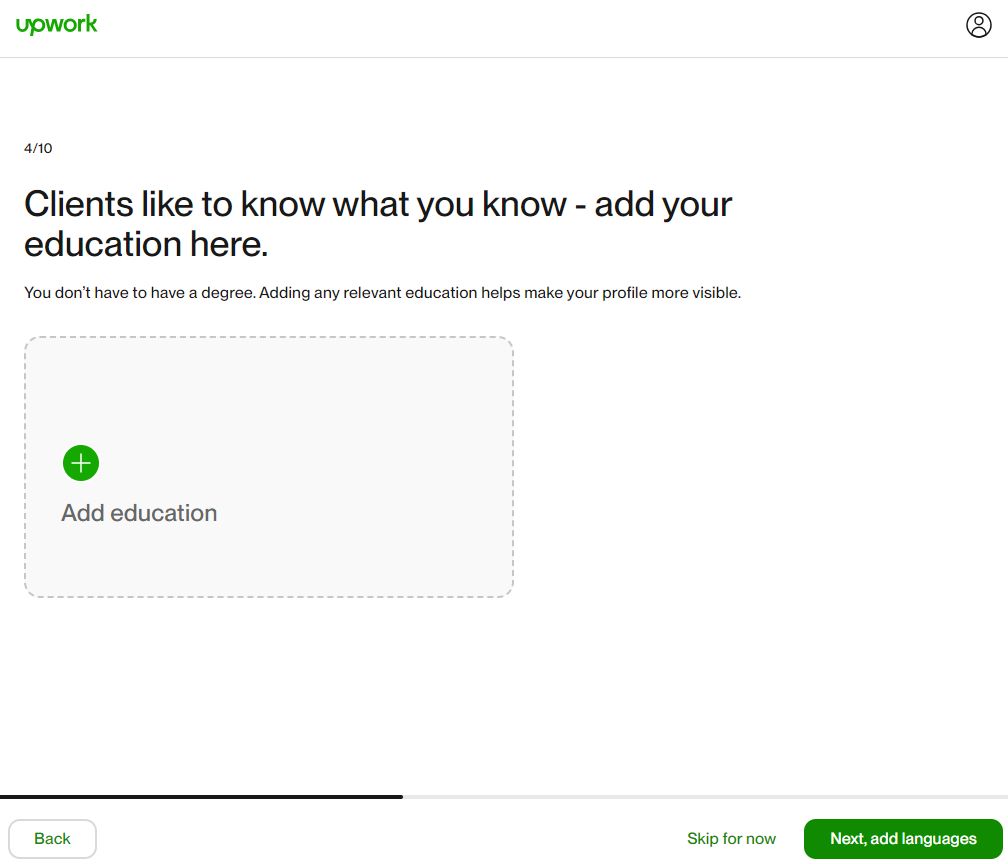 upwork
4/10
Clients like to know what you know - add your
education here.
You don’t have to have a degree. Adding any relevant education helps make your profile more visible.
Add education
Back
Skip for now
Next, add languages